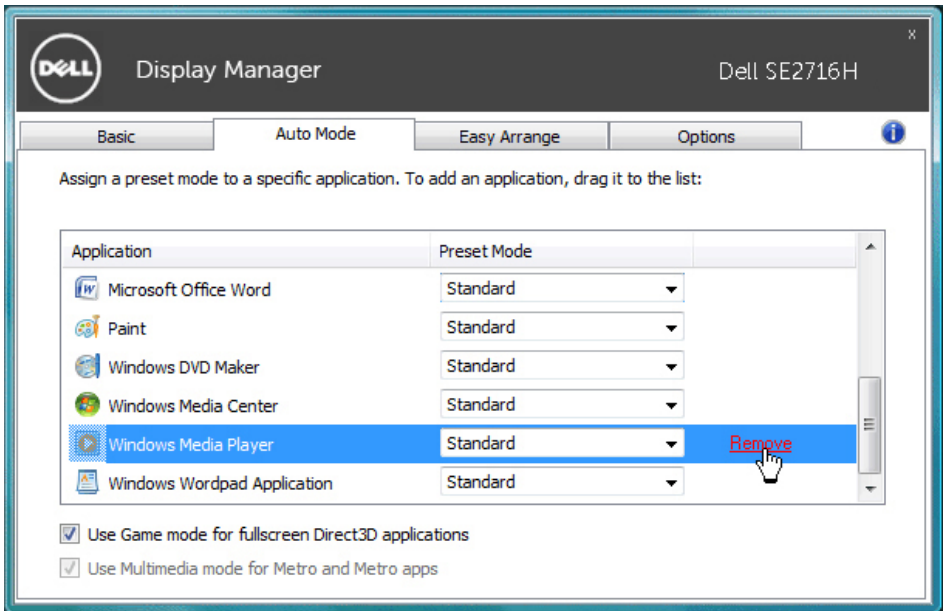 x
DELL Display Manager Dell SE2716H
Basic Auto Mode Easy Arrange Options i
Assign a preset mode to a specific application. To add an application, drag it to the list:
Application Preset Mode
Microsoft Office Word Standard
Paint Standard
Windows DVD Maker Standard
Windows Media Center Standard
Windows Media Player Standard Remove
Windows Wordpad Application Standard
Use Game mode for fullscreen Direct3D applications
Use Multimedia mode for Metro and Metro apps